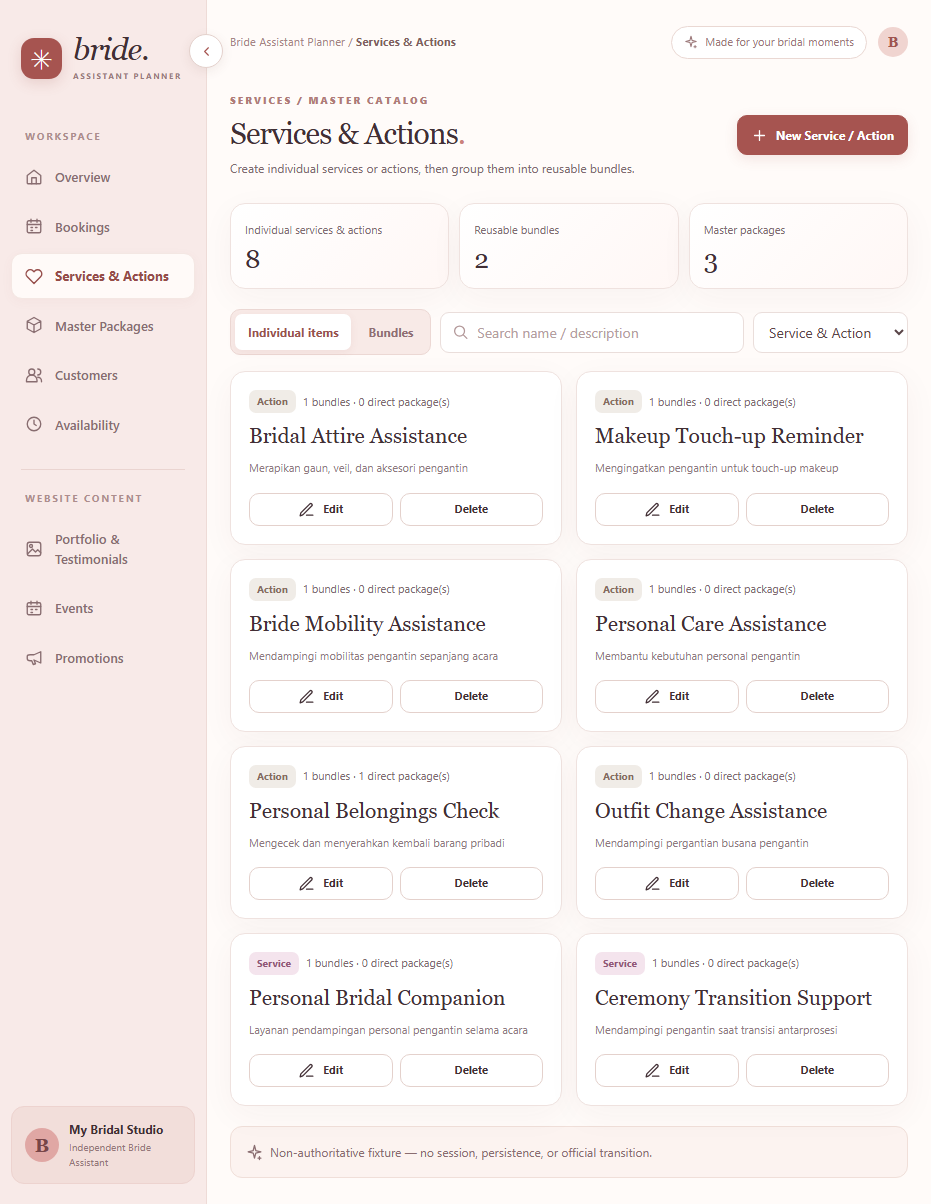 bride.
ASSISTANT PLANNER
WORKSPACE
Overview
Bookings
Services & Actions
Master Packages
Customers
Availability
WEBSITE CONTENT
Portfolio &
Testimonials
Events
Promotions
B
My Bridal Studio
Independent Bride
Assistant
Bride Assistant Planner / Services & Actions
Made for your bridal moments
B
SERVICES / MASTER CATALOG
Services & Actions.
Create individual services or actions, then group them into reusable bundles.
New Service / Action
Individual services & actions
8
Reusable bundles
2
Master packages
3
Individual items
Bundles
Search name / description
Service & Action
Action 1 bundles · 0 direct package(s)
Bridal Attire Assistance
Merapikan gaun, veil, dan aksesori pengantin
Edit Delete
Action 1 bundles · 0 direct package(s)
Makeup Touch-up Reminder
Mengingatkan pengantin untuk touch-up makeup
Edit Delete
Action 1 bundles · 0 direct package(s)
Bride Mobility Assistance
Mendampingi mobilitas pengantin sepanjang acara
Edit Delete
Action 1 bundles · 0 direct package(s)
Personal Care Assistance
Membantu kebutuhan personal pengantin
Edit Delete
Action 1 bundles · 1 direct package(s)
Personal Belongings Check
Mengecek dan menyerahkan kembali barang pribadi
Edit Delete
Action 1 bundles · 0 direct package(s)
Outfit Change Assistance
Mendampingi pergantian busana pengantin
Edit Delete
Service 1 bundles · 0 direct package(s)
Personal Bridal Companion
Layanan pendampingan personal pengantin selama acara
Edit Delete
Service 1 bundles · 0 direct package(s)
Ceremony Transition Support
Mendampingi pengantin saat transisi antarprosesi
Edit Delete
Non-authoritative fixture — no session, persistence, or official transition.